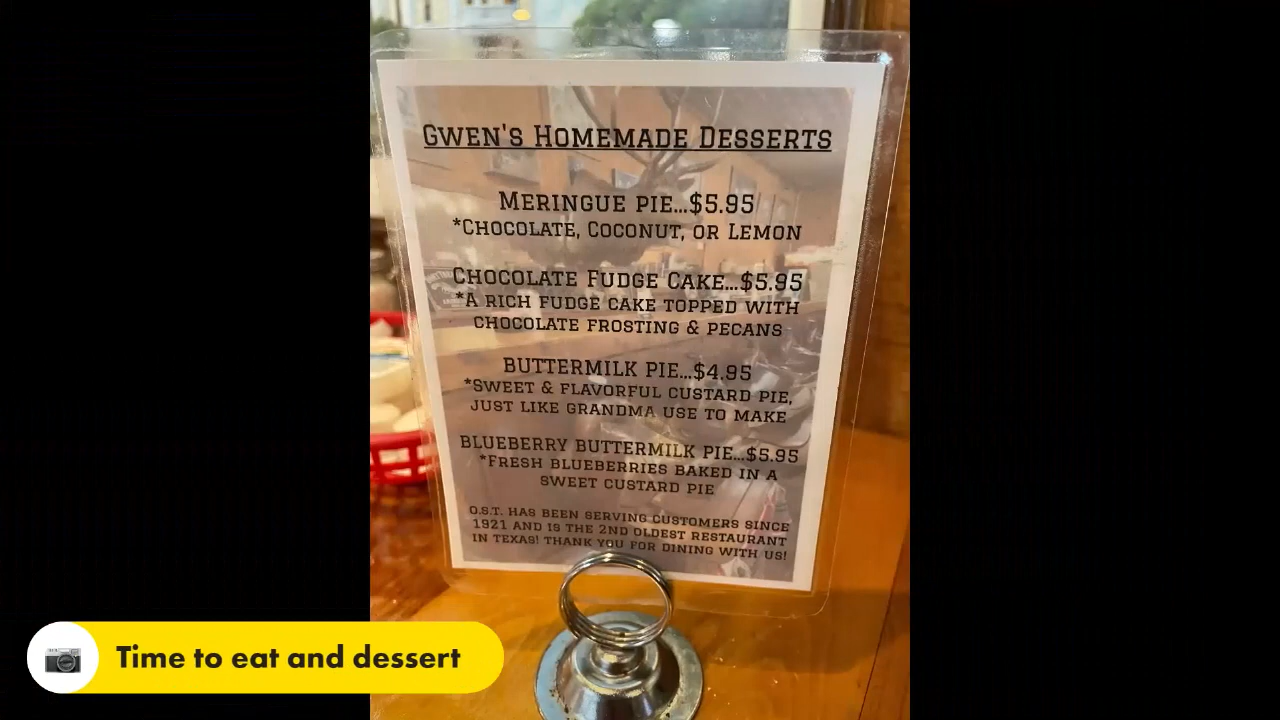 GWEN'S HOMEMADE DESSERTS
MERINGUE PIE...$5.95
*CHOCOLATE, COCONUT, OR LEMON
CHOCOLATE FUDGE CAKE...$5.95
*A RICH FUDGE CAKE TOPPED WITH
CHOCOLATE FROSTING & PECANS
BUTTERMILK PIE...$4.95
*SWEET & FLAVORFUL CUSTARD PIE,
JUST LIKE GRANDMA USE TO MAKE
BLUEBERRY BUTTERMILK PIE...$5.95
*FRESH BLUEBERRIES BAKED IN A
SWEET CUSTARD PIE
O.S.T. HAS BEEN SERVING CUSTOMERS SINCE
1921 AND IS THE 2ND OLDEST RESTAURANT
IN TEXAS! THANK YOU FOR DINING WITH US!
Time to eat and dessert